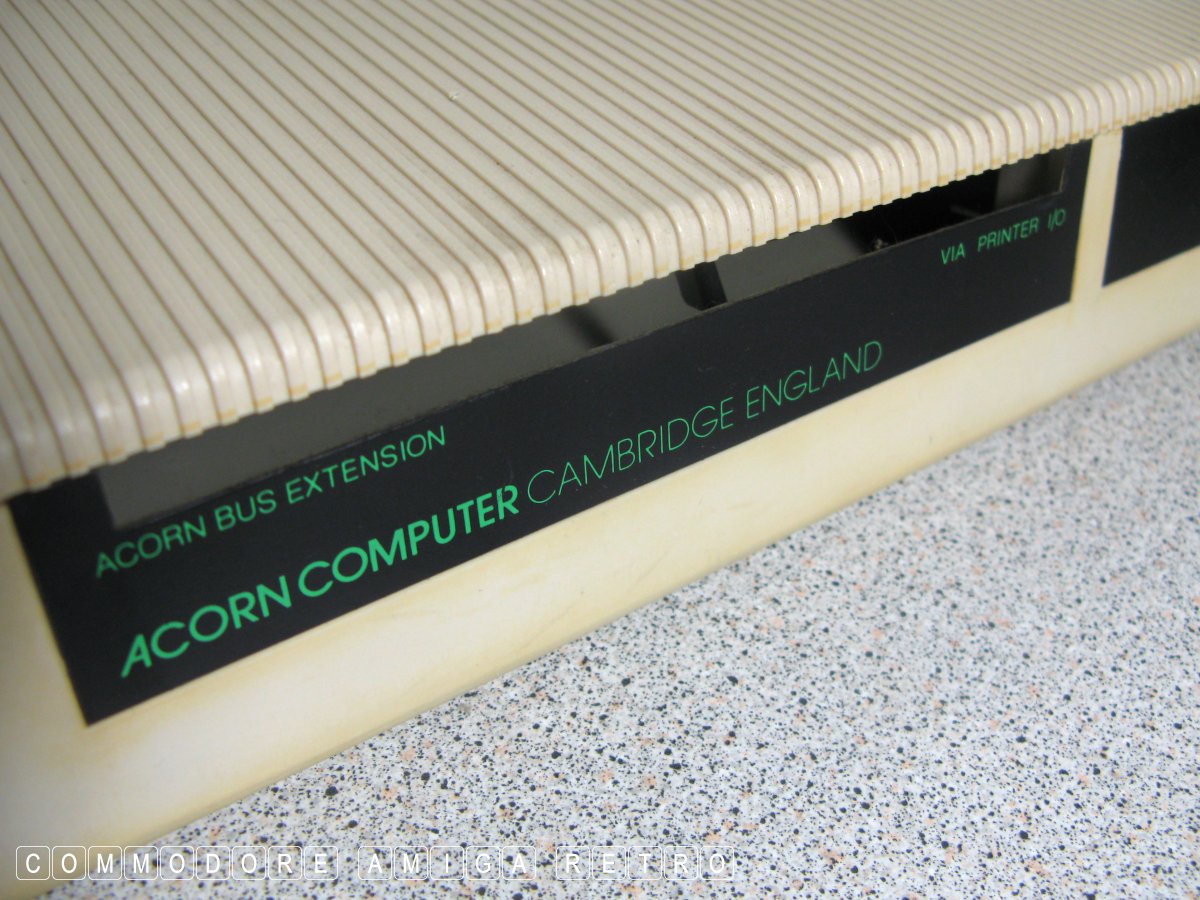 VIA PRINTER I/O
ACORN BUS EXTENSION
ACORN COMPUTER CAMBRIDGE ENGLAND
COMMODORE AMIGA RETRO